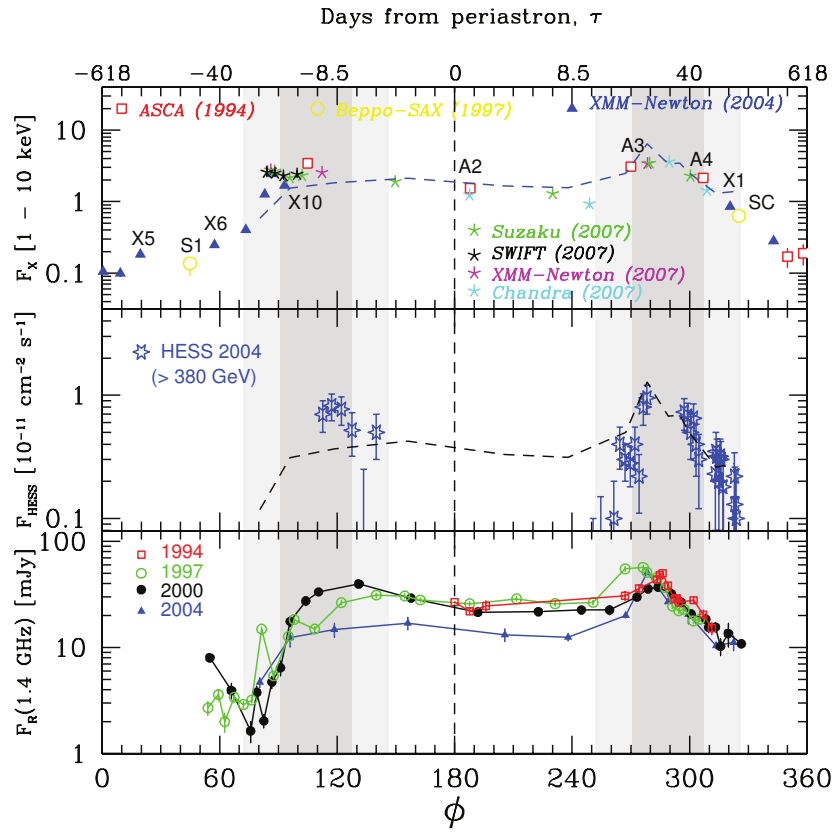 Days from periastron, τ
−618 −40 −8.5 0 8.5 40 618
ASCA (1994) Beppo-SAX (1997) XMM-Newton (2004)
10
1
0.1
F_X [1 − 10 keV]
X5
S1
X6
X10
A2
A3
A4
X1
SC
Suzaku (2007)
SWIFT (2007)
XMM-Newton (2007)
Chandra (2007)
HESS 2004
(> 380 GeV)
1
0.1
F_HESS [10⁻¹¹ cm⁻² s⁻¹]
1994
1997
2000
2004
100
10
1
F_R(1.4 GHz) [mJy]
0 60 120 180 240 300 360
ϕ